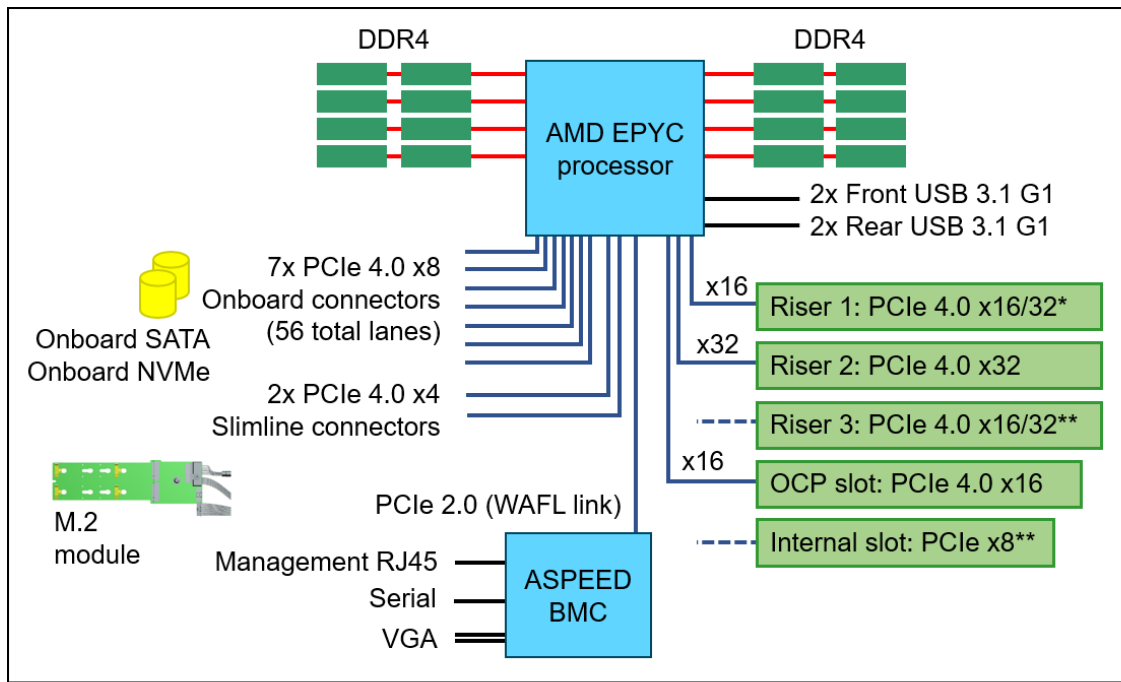 DDR4
DDR4
AMD EPYC
processor
2x Front USB 3.1 G1
2x Rear USB 3.1 G1
7x PCIe 4.0 x8
Onboard connectors
(56 total lanes)
Onboard SATA
Onboard NVMe
2x PCIe 4.0 x4
Slimline connectors
x16
Riser 1: PCIe 4.0 x16/32*
x32
Riser 2: PCIe 4.0 x32
Riser 3: PCIe 4.0 x16/32**
x16
OCP slot: PCIe 4.0 x16
Internal slot: PCIe x8**
M.2
module
PCIe 2.0 (WAFL link)
Management RJ45
Serial
VGA
ASPEED
BMC